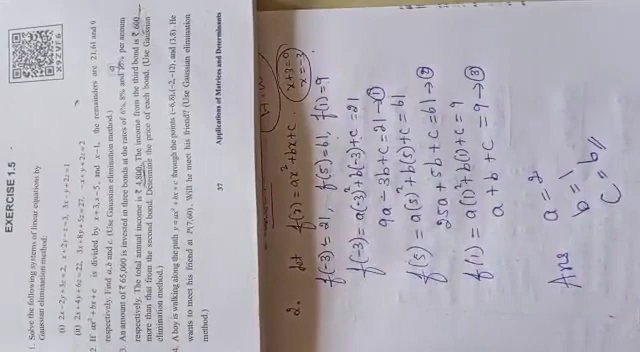 X9ZVF6
EXERCISE 1.5
1. Solve the following systems of linear equations by
Gaussian elimination method:
(i) 2x−2y+3z=2, x+2y−z=3, 3x−y+2z=1
(ii) 2x+4y+6z=22, 3x+8y+5z=27, −x+y+2z=2
2. If ax²+bx+c is divided by x+3, x−5, and x−1, the remainders are 21, 61 and 9
respectively. Find a, b and c. (Use Gaussian elimination method.)
3. An amount of ₹ 65,000 is invested in three bonds at the rates of 6%, 8% and per annum
respectively. The total annual income is ₹ 4,800. The income from the third bond is ₹ 600
more than that from the second bond. Determine the price of each bond. (Use Gaussian
elimination method.)
4. A boy is walking along the path y=ax²+bx+c through the points (−6,8), (−2,−12), and (3,8). He
wants to meet his friend at P(7,60). Will he meet his friend? (Use Gaussian elimination
method.)
37
Applications of Matrices and Determinants
H.W
x+3=0
x=−3
2. let f(x) = ax²+bx+c.
f(−3) = 21, f(5)=61, f(1)=9
f(−3) = a(−3)²+b(−3)+c =21
9a −3b+c =21 → ①
f(5) = a(5)²+b(5)+c = 61
25a +5b+c =61 → ②
f(1) = a(1)²+b(1)+c = 9
a+b+c = 9 → ③
Ans a=2
b=1
c=6 //